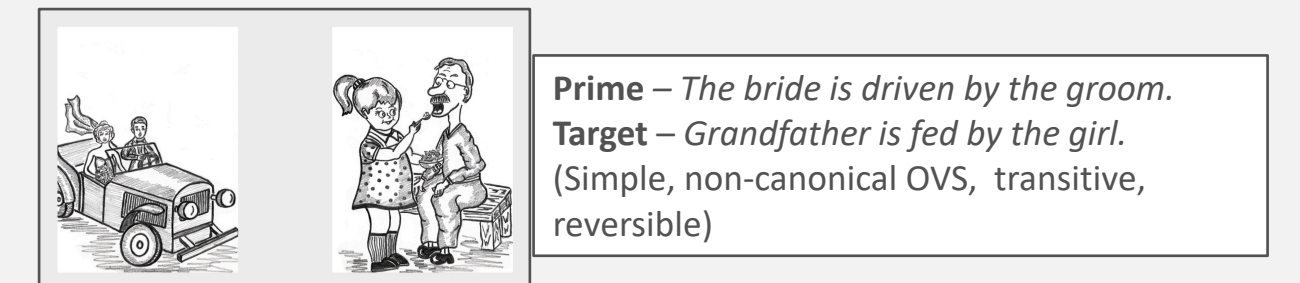 Prime – The bride is driven by the groom.
Target – Grandfather is fed by the girl.
(Simple, non-canonical OVS,  transitive,
reversible)